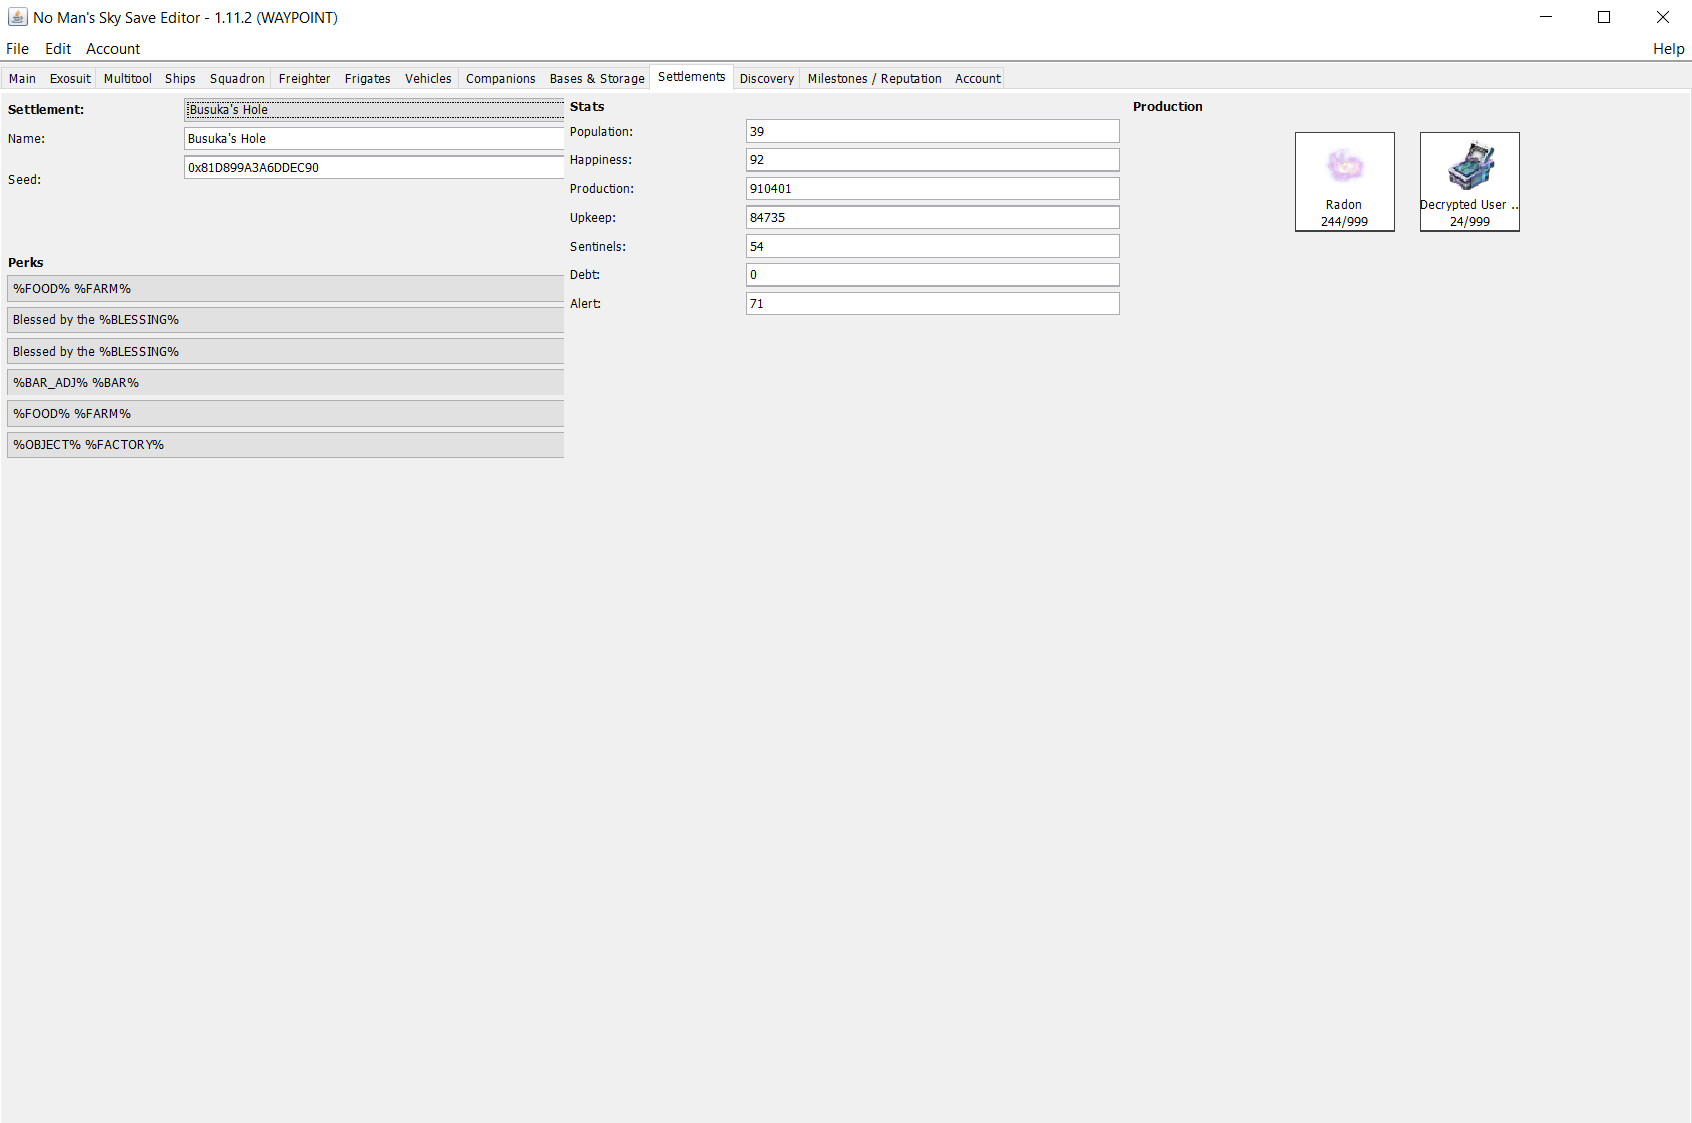 No Man's Sky Save Editor - 1.11.2 (WAYPOINT)
File Edit Account Help
Main Exosuit Multitool Ships Squadron Freighter Frigates Vehicles Companions Bases & Storage Settlements Discovery Milestones / Reputation Account
Settlement: Busuka's Hole
Name: Busuka's Hole
Seed: 0x81D899A3A6DDEC90
Perks
%FOOD% %FARM%
Blessed by the %BLESSING%
Blessed by the %BLESSING%
%BAR_ADJ% %BAR%
%FOOD% %FARM%
%OBJECT% %FACTORY%
Stats
Population: 39
Happiness: 92
Production: 910401
Upkeep: 84735
Sentinels: 54
Debt: 0
Alert: 71
Production
Radon
244/999
Decrypted User ..
24/999